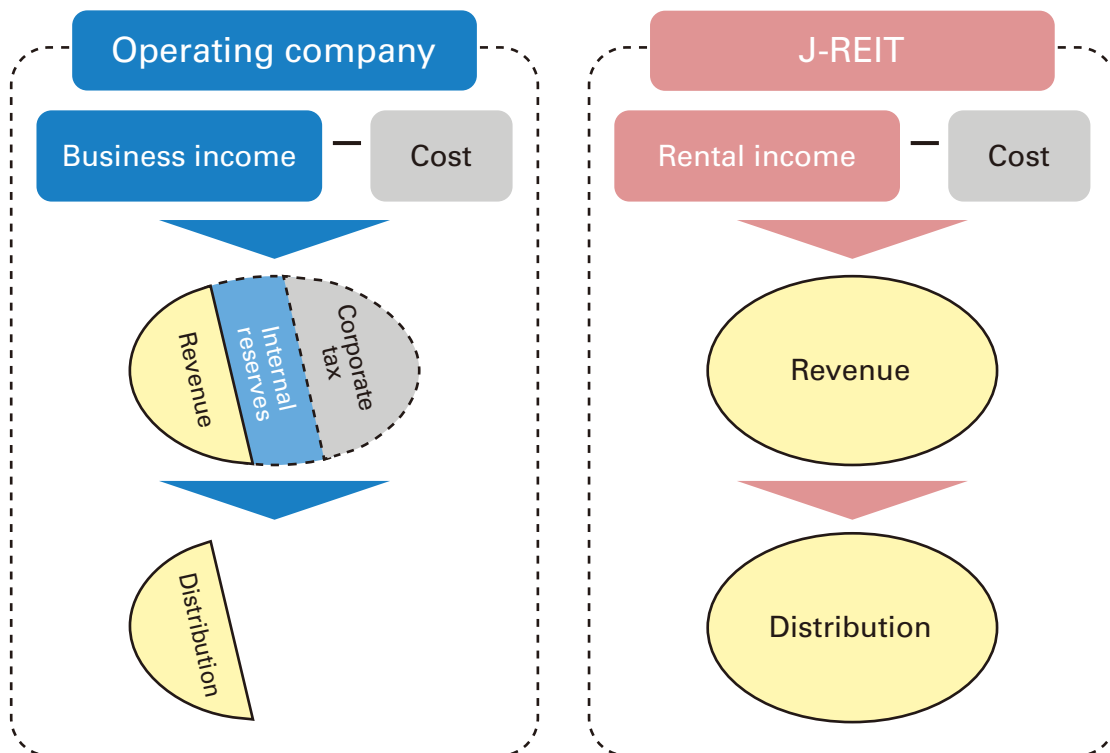 Operating company
Business income
–
Cost
Revenue
Internal
reserves
Corporate
tax
Distribution
J-REIT
Rental income
–
Cost
Revenue
Distribution